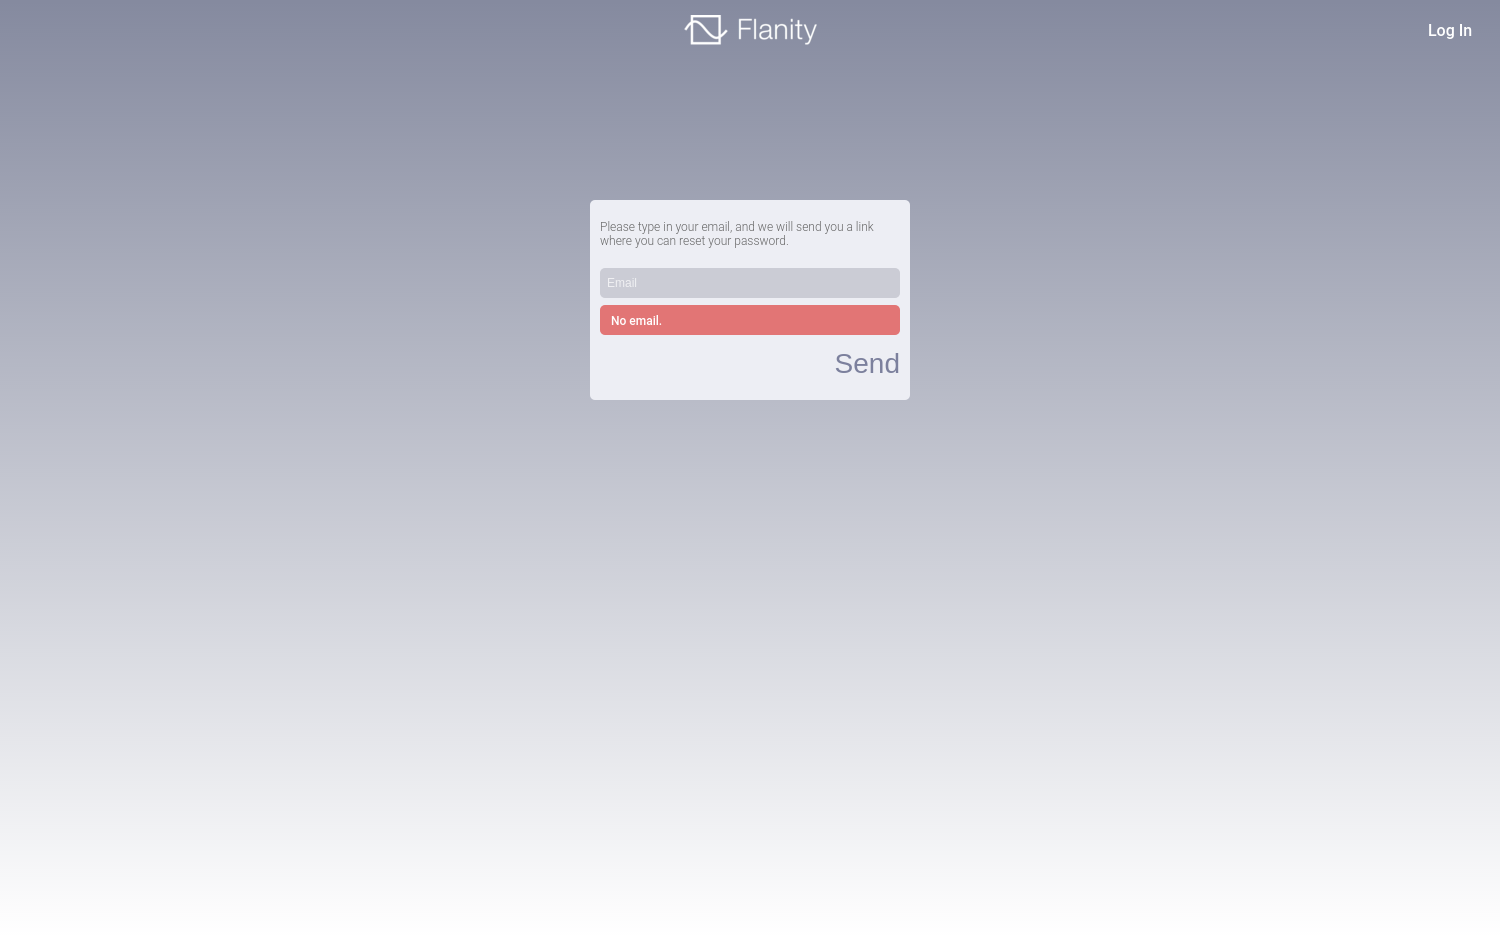 Flanity
Log In
Please type in your email, and we will send you a link
where you can reset your password.
Email
No email.
Send